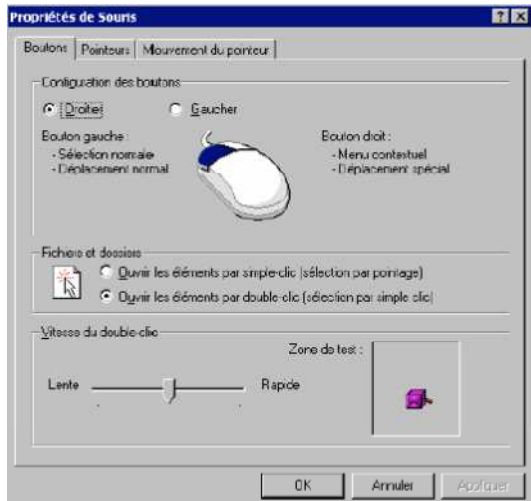 Propriétés de Souris
Boutons Pointeurs Mouvement du pointeur
Configuration des boutons
Droitier Gaucher
Bouton gauche : Bouton droit :
- Sélection normale - Menu contextuel
- Déplacement normal - Déplacement spécial
Fichiers et dossiers
Ouvrir les éléments par simple-clic (sélection par pointage)
Ouvrir les éléments par double-clic (sélection par simple clic)
Vitesse du double-clic
Zone de test :
Lente Rapide
OK Annuler Appliquer